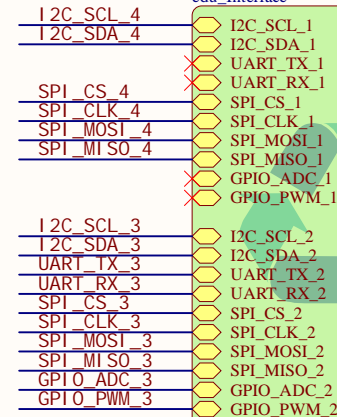 edu_Interface
I2C_SCL_4 I2C_SCL_1
I2C_SDA_4 I2C_SDA_1
UART_TX_1
UART_RX_1
SPI_CS_4 SPI_CS_1
SPI_CLK_4 SPI_CLK_1
SPI_MOSI_4 SPI_MOSI_1
SPI_MISO_4 SPI_MISO_1
GPIO_ADC_1
GPIO_PWM_1
I2C_SCL_3 I2C_SCL_2
I2C_SDA_3 I2C_SDA_2
UART_TX_3 UART_TX_2
UART_RX_3 UART_RX_2
SPI_CS_3 SPI_CS_2
SPI_CLK_3 SPI_CLK_2
SPI_MOSI_3 SPI_MOSI_2
SPI_MISO_3 SPI_MISO_2
GPIO_ADC_3 GPIO_ADC_2
GPIO_PWM_3 GPIO_PWM_2